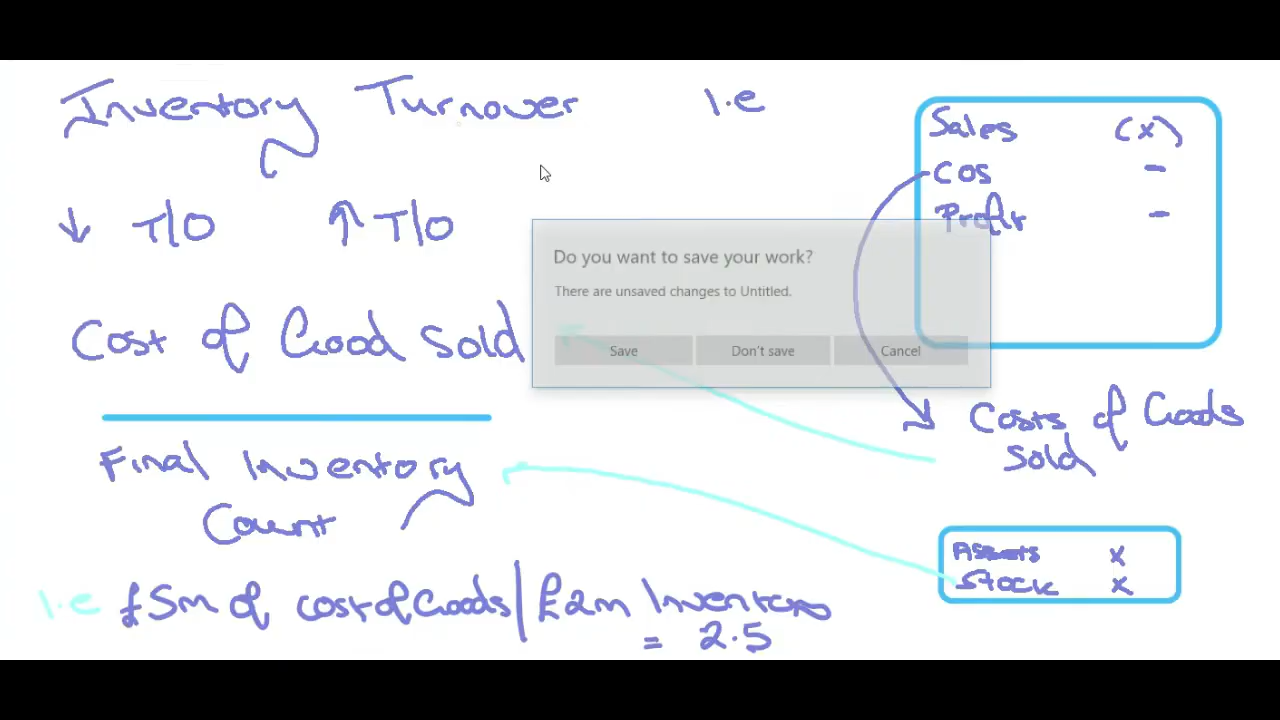 Inventory Turnover i.e
↓ T/O ↑ T/O
Cost of Good Sold
Final Inventory
Count
i.e £5m of cost of Goods / £2m Inventory
= 2.5
Sales (x)
COS -
Profit -
Costs of Goods
Sold
Assets x
Stock x
Do you want to save your work?
There are unsaved changes to Untitled.
Save Don't save Cancel